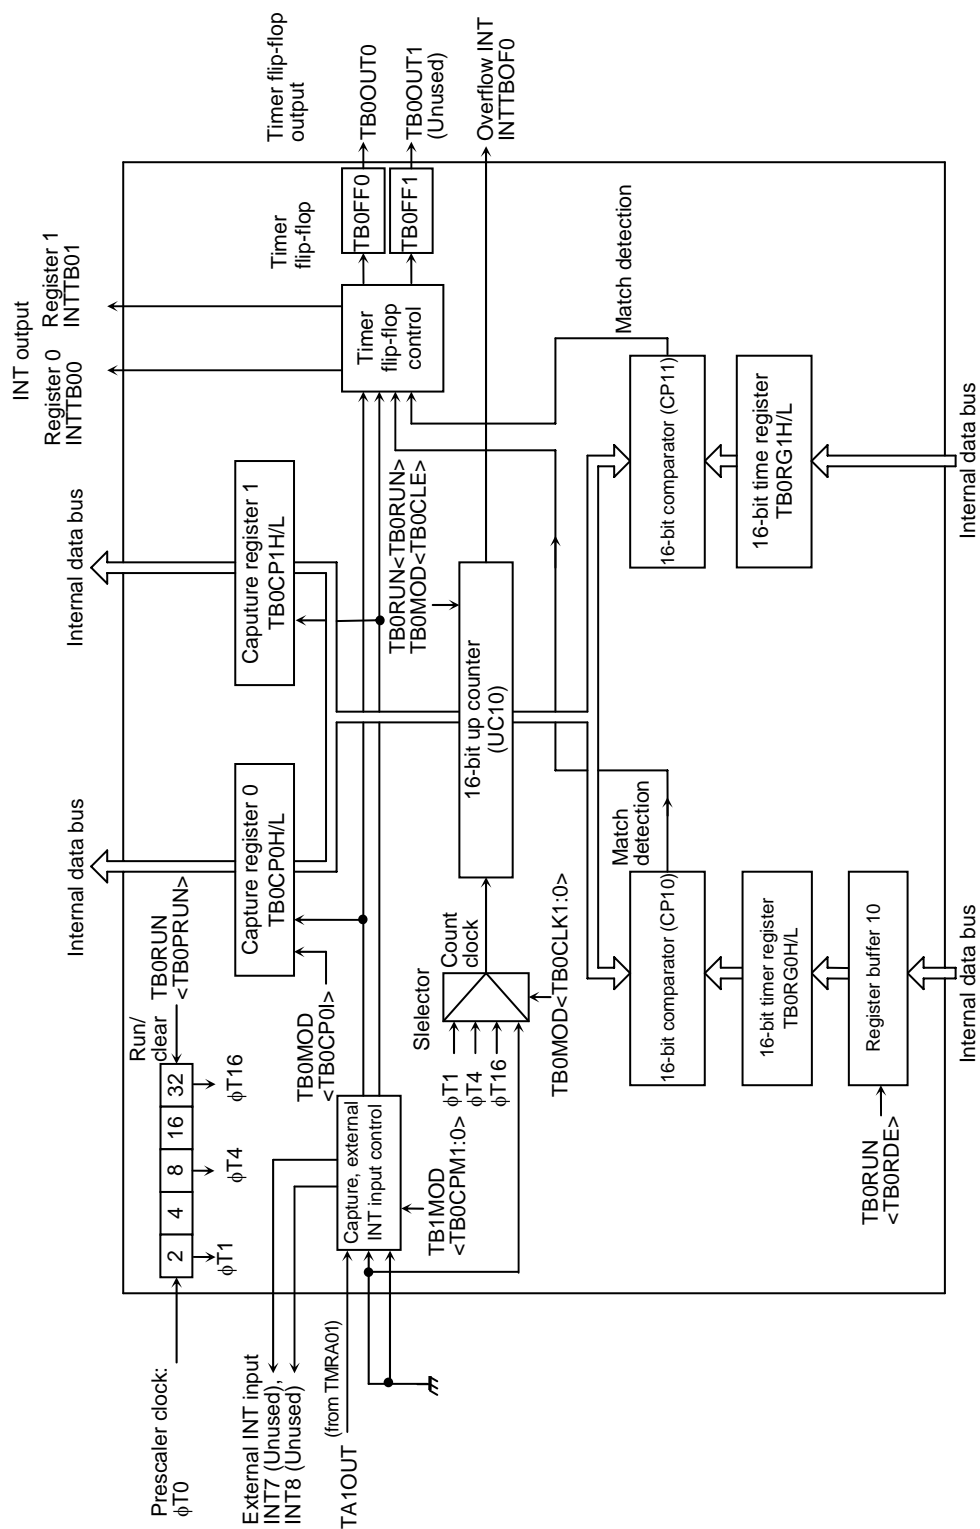 Prescaler clock:
φT0
2
4
8
16
32
φT1
φT4
φT16
Run/
clear
TB0RUN
<TB0PRUN>
Internal data bus
Internal data bus
INT output
Register 0
INTTB00
Register 1
INTTB01
External INT input
INT7 (Unused),
INT8 (Unused)
TA1OUT
(from TMRA01)
Capture, external
INT input control
TB1MOD
<TB0CPM1:0>
TB0MOD
<TB0CP0I>
Capture register 0
TB0CP0H/L
Caputure register 1
TB0CP1H/L
Timer
flip-flop
control
Timer
flip-flop
TB0FF0
TB0FF1
Timer flip-flop
output
TB0OUT0
TB0OUT1
(Unused)
Slelector
φT1
φT4
φT16
Count
clock
TB0MOD<TB0CLK1:0>
16-bit up counter
(UC10)
TB0RUN<TB0RUN>
TB0MOD<TB0CLE>
Overflow INT
INTTBOF0
Match
detection
Match detection
16-bit comparator (CP10)
16-bit timer register
TB0RG0H/L
Register buffer 10
TB0RUN
<TB0RDE>
16-bit comparator (CP11)
16-bit time register
TB0RG1H/L
Internal data bus
Internal data bus